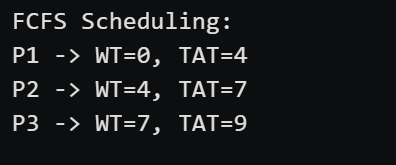 FCFS Scheduling:
P1 -> WT=0, TAT=4
P2 -> WT=4, TAT=7
P3 -> WT=7, TAT=9